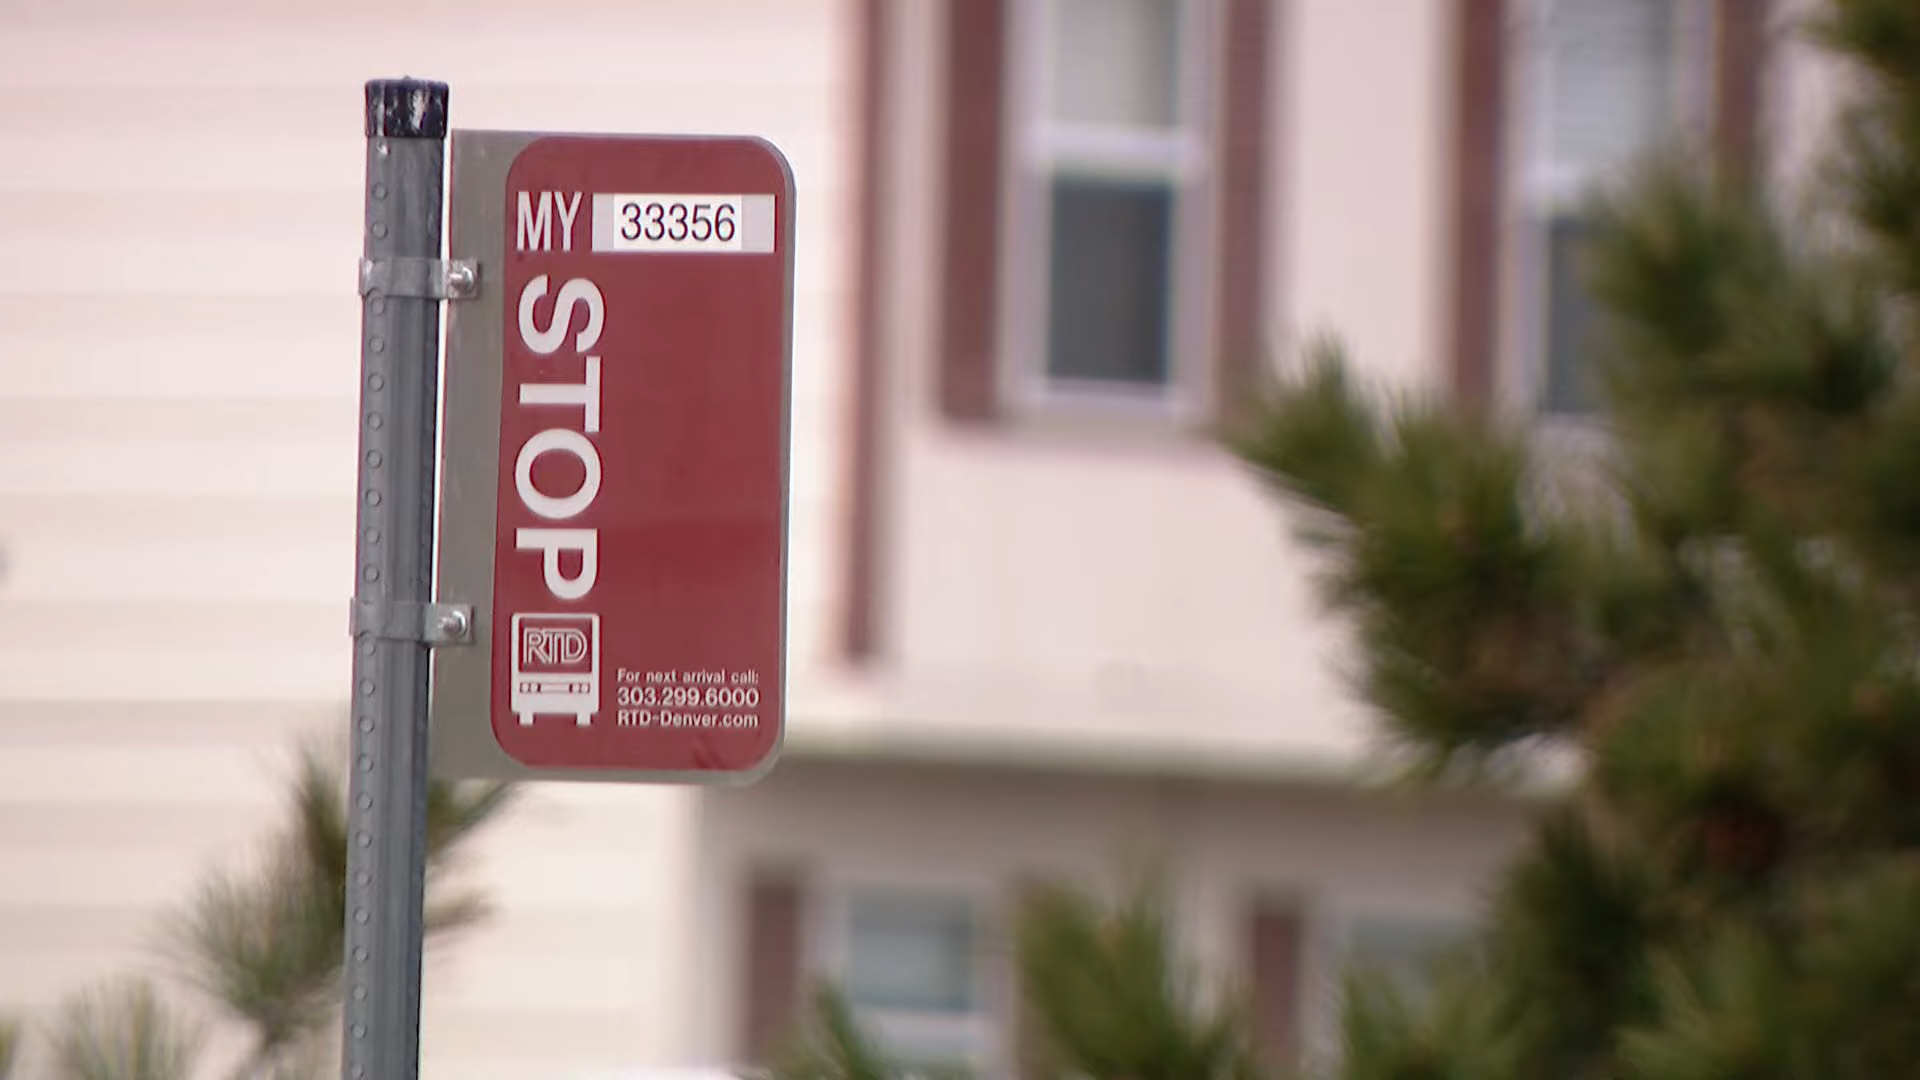 MY 33356
STOP
RTD
For next arrival call:
303.299.6000
RTD-Denver.com